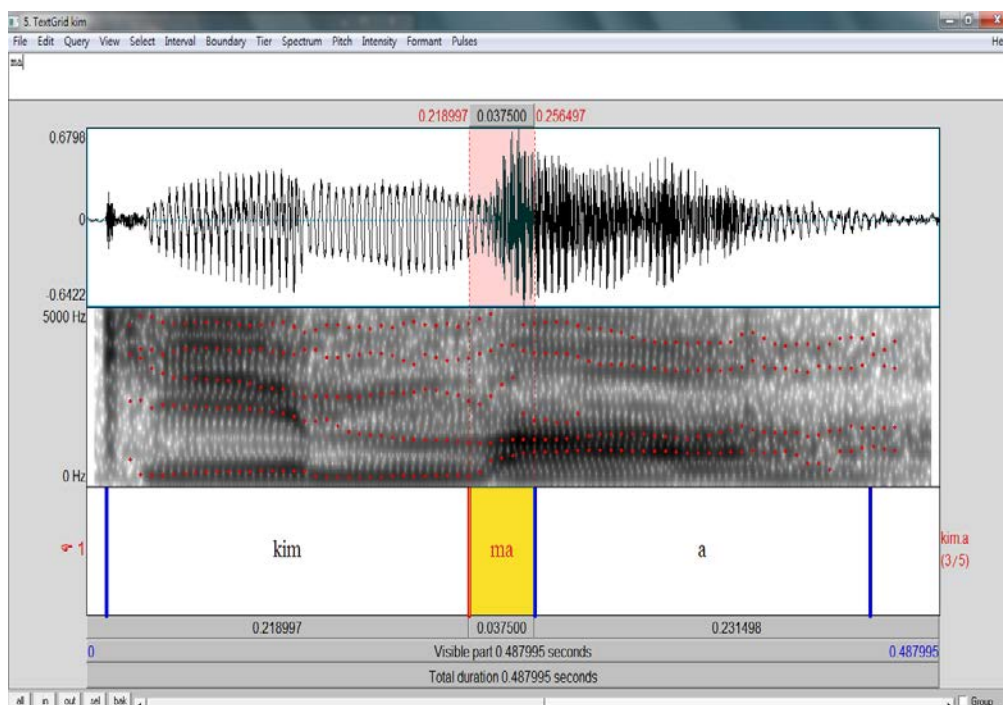 5. TextGrid kim
File Edit Query View Select Interval Boundary Tier Spectrum Pitch Intensity Formant Pulses He
ma
0.218997 0.037500 0.256497
0.6798
0
-0.6422
5000 Hz
0 Hz
1 kim ma a kim.a
(3/5)
0.218997 0.037500 0.231498
0 Visible part 0.487995 seconds 0.487995
Total duration 0.487995 seconds
all in out sel bak Group